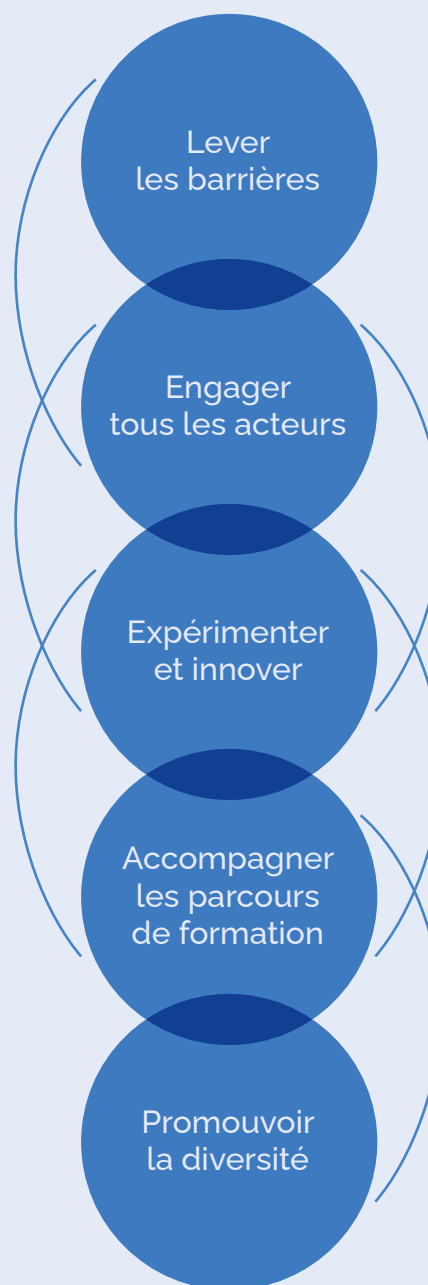 Lever
les barrières
Engager
tous les acteurs
Expérimenter
et innover
Accompagner
les parcours
de formation
Promouvoir
la diversité